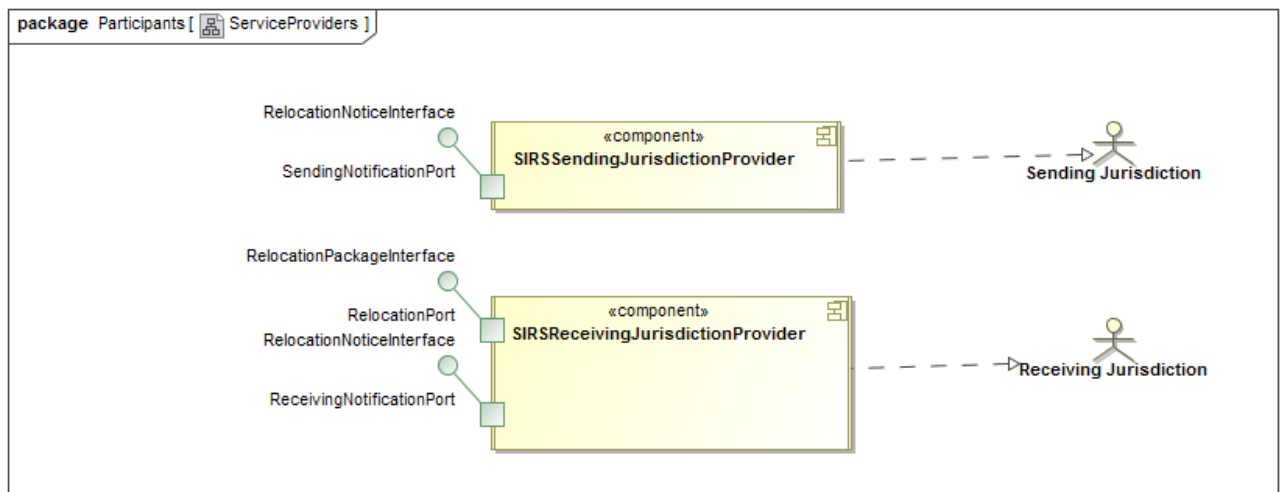 package Participants [ ServiceProviders ]
RelocationNoticeInterface
SendingNotificationPort
«component»
SIRSSendingJurisdictionProvider
Sending Jurisdiction
RelocationPackageInterface
RelocationPort
RelocationNoticeInterface
ReceivingNotificationPort
«component»
SIRSReceivingJurisdictionProvider
Receiving Jurisdiction